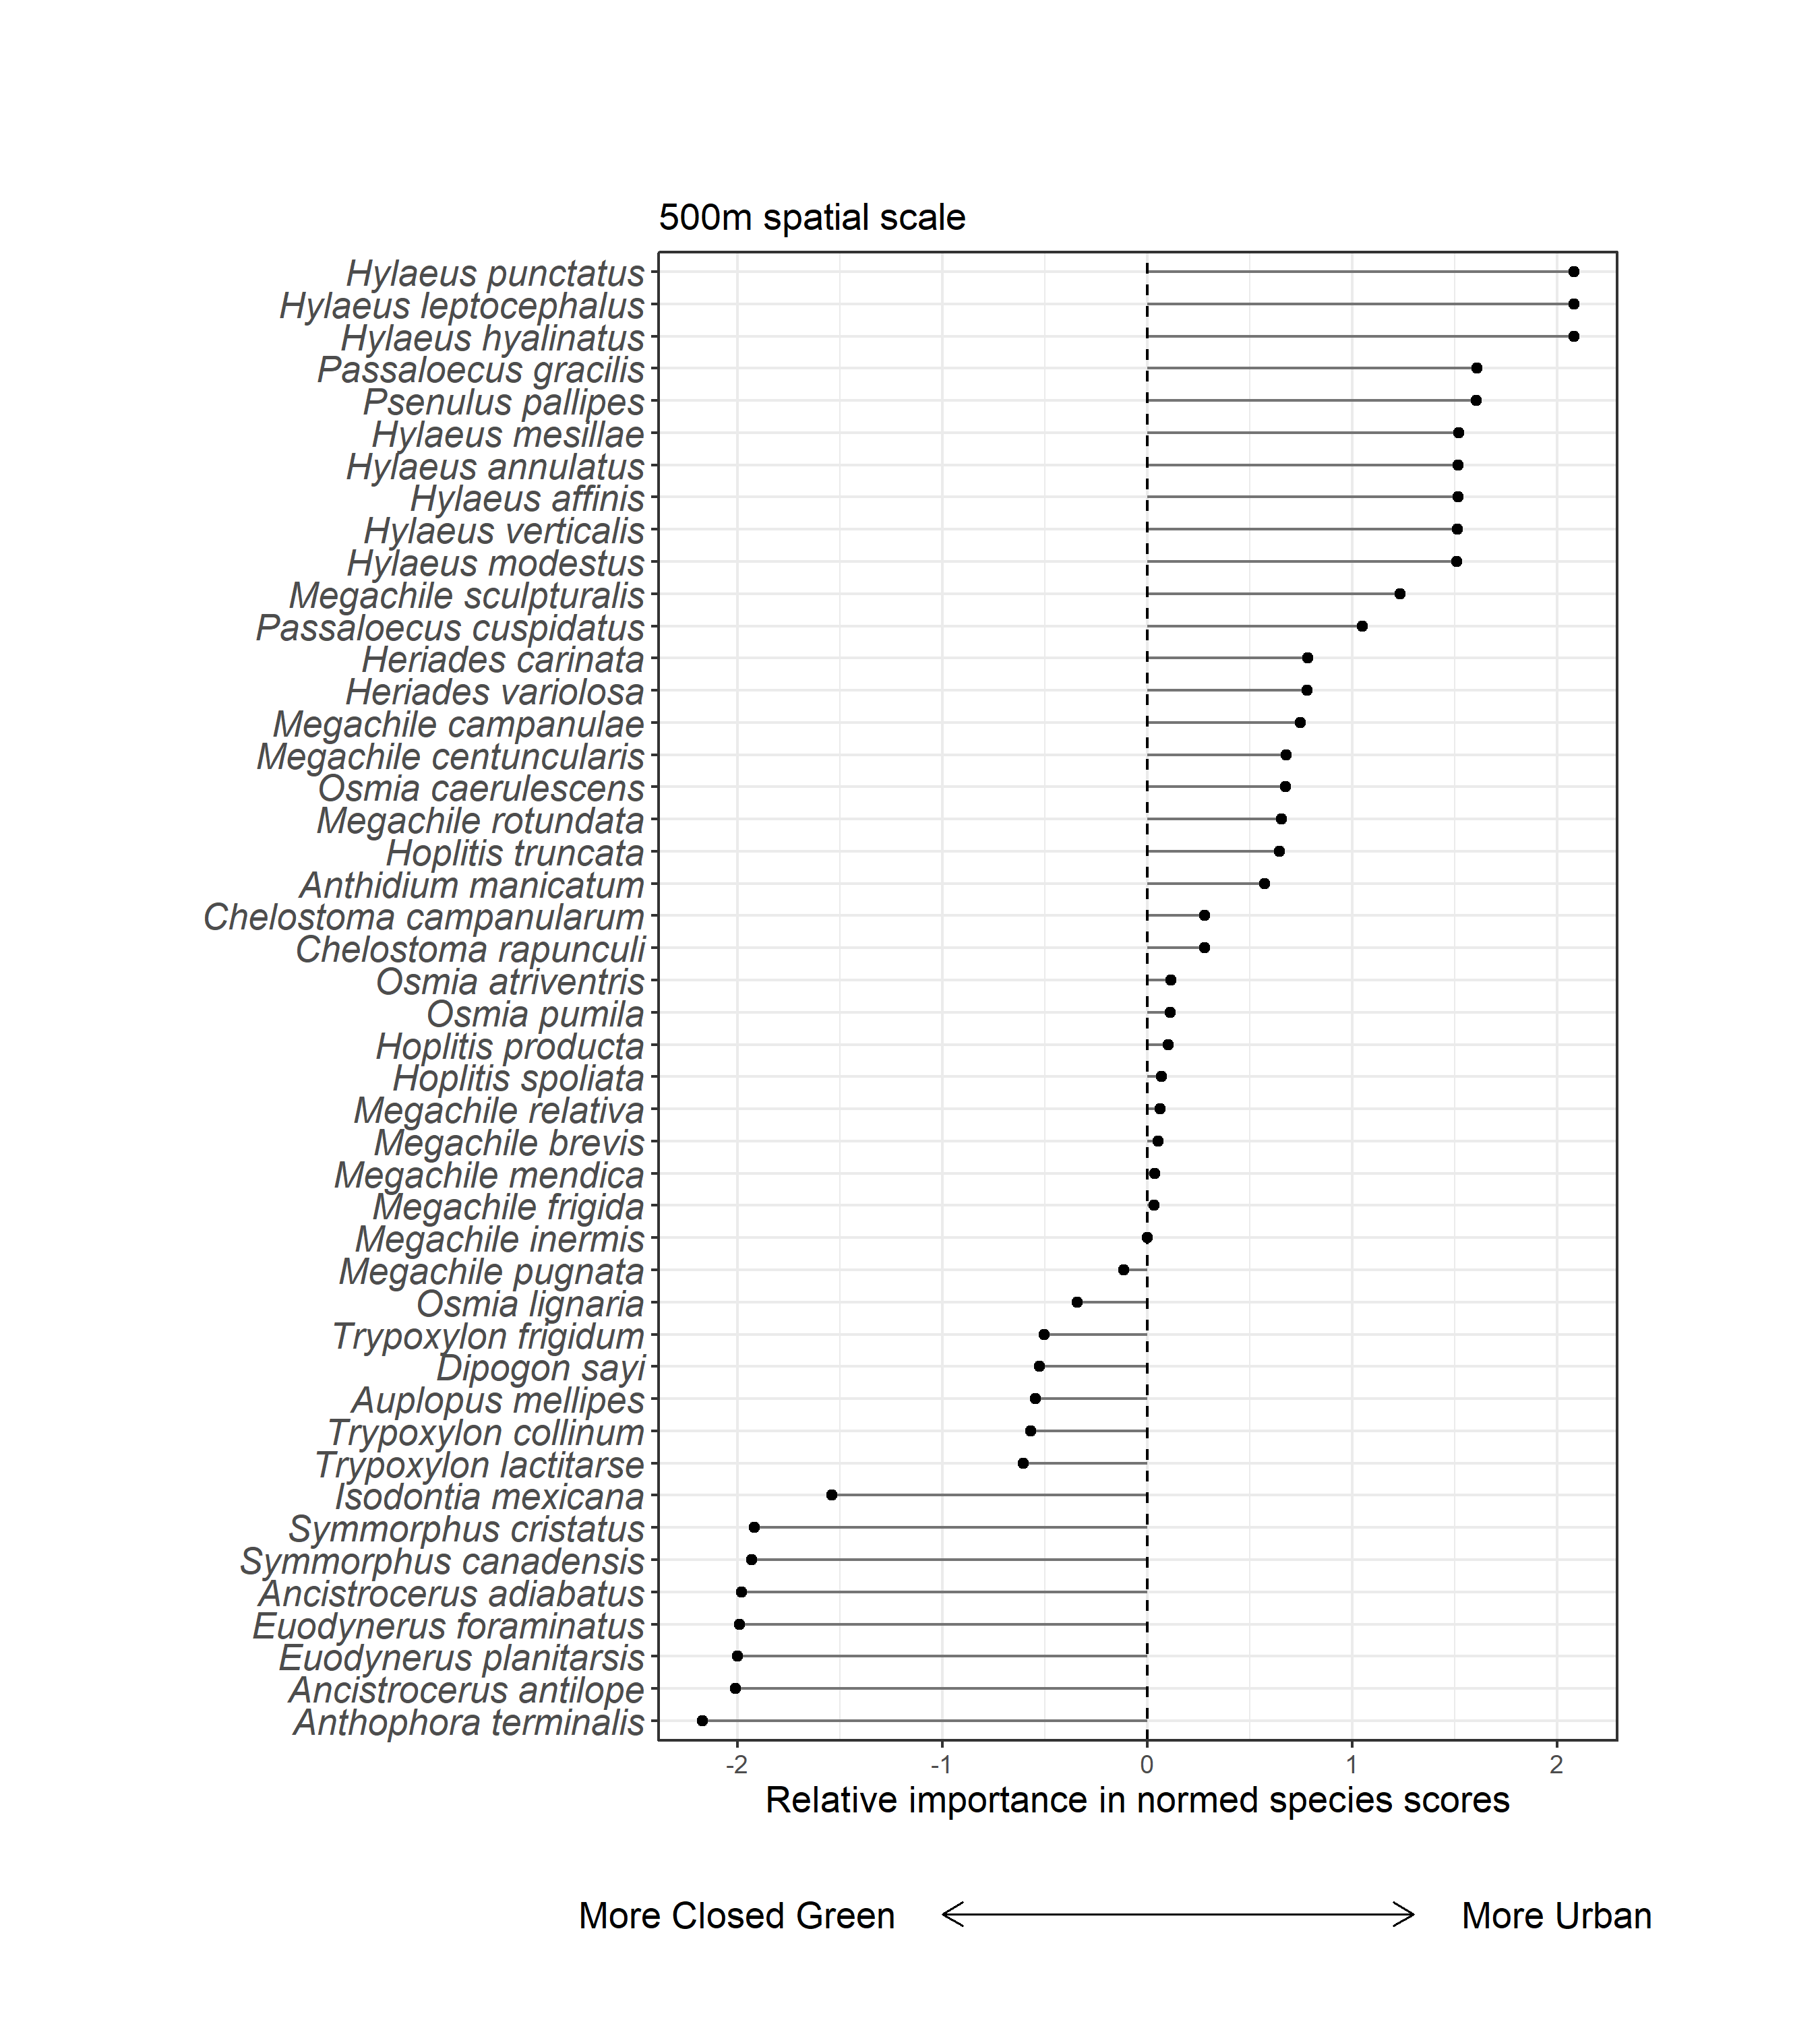 500m spatial scale
Hylaeus punctatus
Hylaeus leptocephalus
Hylaeus hyalinatus
Passaloecus gracilis
Psenulus pallipes
Hylaeus mesillae
Hylaeus annulatus
Hylaeus affinis
Hylaeus verticalis
Hylaeus modestus
Megachile sculpturalis
Passaloecus cuspidatus
Heriades carinata
Heriades variolosa
Megachile campanulae
Megachile centuncularis
Osmia caerulescens
Megachile rotundata
Hoplitis truncata
Anthidium manicatum
Chelostoma campanularum
Chelostoma rapunculi
Osmia atriventris
Osmia pumila
Hoplitis producta
Hoplitis spoliata
Megachile relativa
Megachile brevis
Megachile mendica
Megachile frigida
Megachile inermis
Megachile pugnata
Osmia lignaria
Trypoxylon frigidum
Dipogon sayi
Auplopus mellipes
Trypoxylon collinum
Trypoxylon lactitarse
Isodontia mexicana
Symmorphus cristatus
Symmorphus canadensis
Ancistrocerus adiabatus
Euodynerus foraminatus
Euodynerus planitarsis
Ancistrocerus antilope
Anthophora terminalis
-2 -1 0 1 2
Relative importance in normed species scores
More Closed Green More Urban